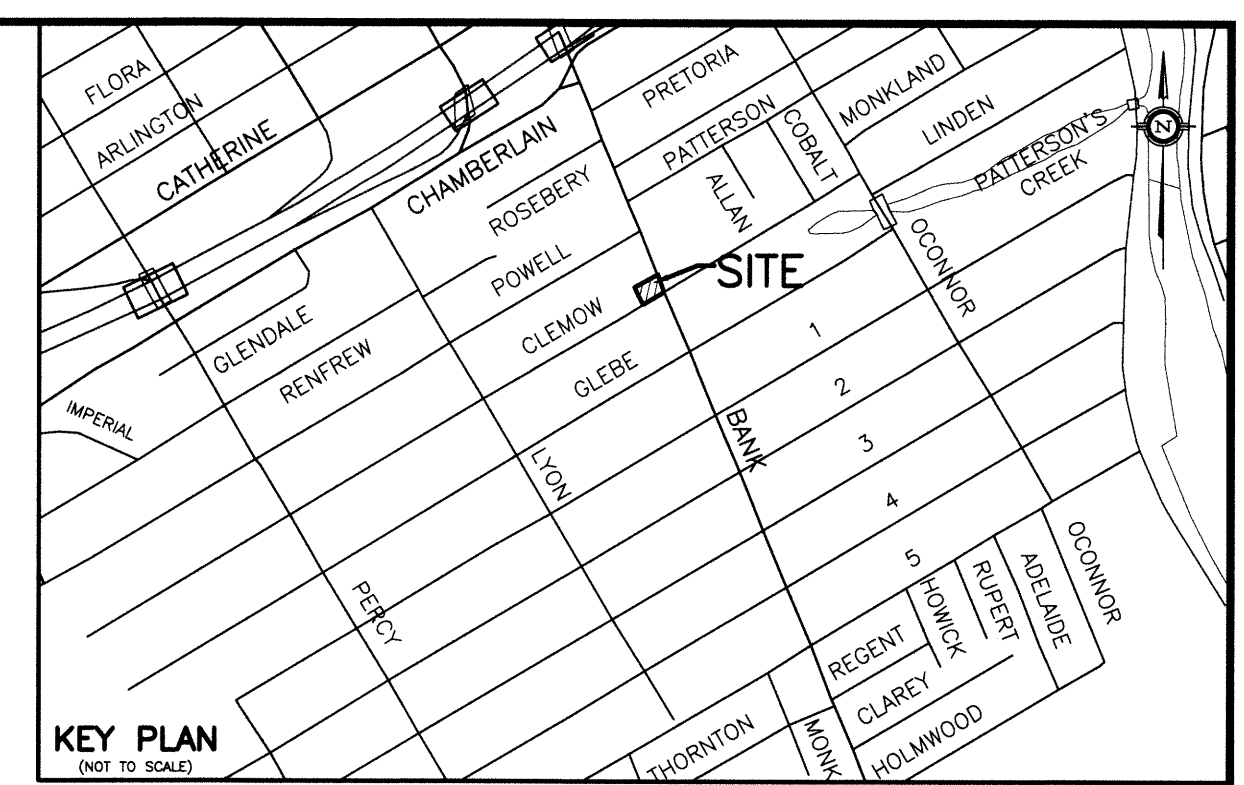 FLORA
ARLINGTON
CATHERINE
CHAMBERLAIN
ROSEBERY
POWELL
CLEMOW
GLEBE
GLENDALE
RENFREW
IMPERIAL
PRETORIA
PATTERSON
COBALT
ALLAN
MONKLAND
LINDEN
PATTERSON'S
CREEK
N
SITE
OCONNOR
1
2
3
4
5
BANK
LYON
PERCY
HOWICK
RUPERT
ADELAIDE
OCONNOR
REGENT
CLAREY
HOLMWOOD
MONK
THORNTON
KEY PLAN
(NOT TO SCALE)